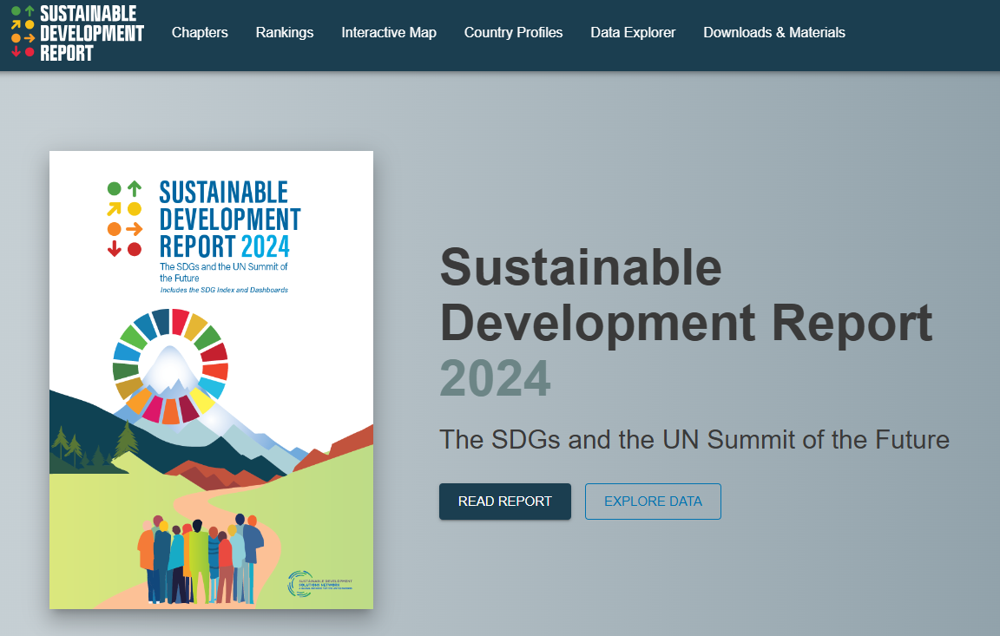 SUSTAINABLE
DEVELOPMENT
REPORT
Chapters
Rankings
Interactive Map
Country Profiles
Data Explorer
Downloads & Materials
SUSTAINABLE
DEVELOPMENT
REPORT 2024
The SDGs and the UN Summit of
the Future
Includes the SDG Index and Dashboards
SUSTAINABLE DEVELOPMENT
SOLUTIONS NETWORK
Sustainable
Development Report
2024
The SDGs and the UN Summit of the Future
READ REPORT
EXPLORE DATA